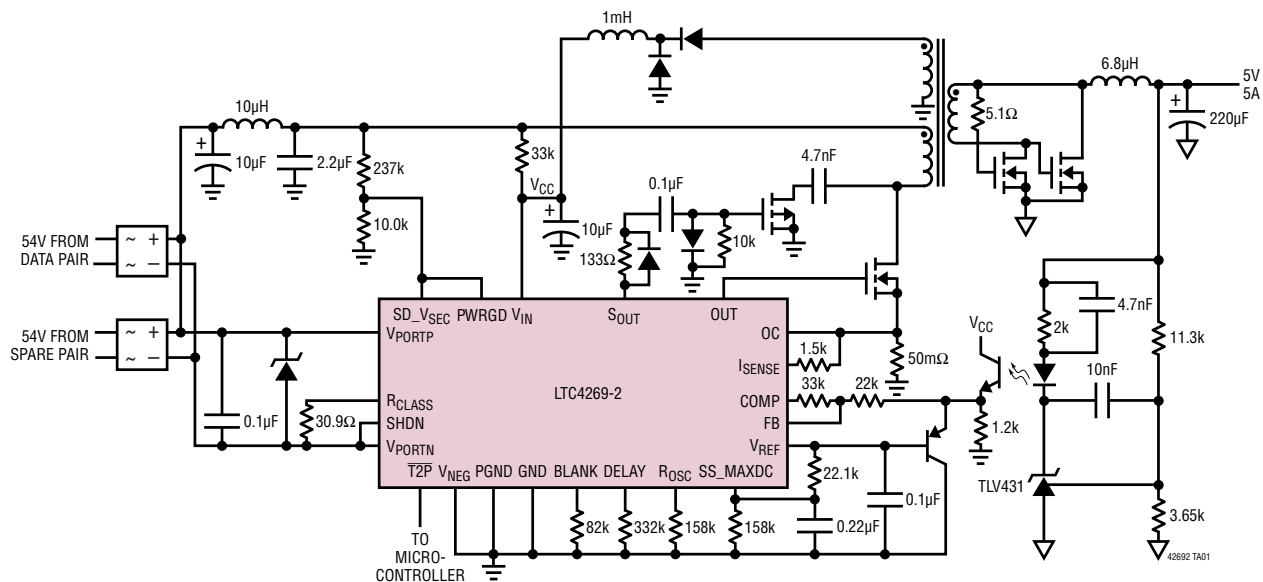 1mH
6.8µH
5V
5A
10µH
5.1Ω
+
220µF
+
10µF
2.2µF
237k
33k
4.7nF
VCC
0.1µF
10.0k
+
10µF
133Ω
10k
54V FROM
DATA PAIR
~ +
~ –
54V FROM
SPARE PAIR
~ +
~ –
SD_VSEC PWRGD VIN SOUT OUT
VPORTP
OC
ISENSE
1.5k
50mΩ
VCC
2k
4.7nF
11.3k
LTC4269-2
10nF
RCLASS
30.9Ω
0.1µF
SHDN
VPORTN
COMP
33k
22k
FB
1.2k
VREF
T2P VNEG PGND GND BLANK DELAY ROSC SS_MAXDC
22.1k
0.1µF
TLV431
82k
332k
158k
158k
0.22µF
3.65k
TO
MICRO-
CONTROLLER
42692 TA01